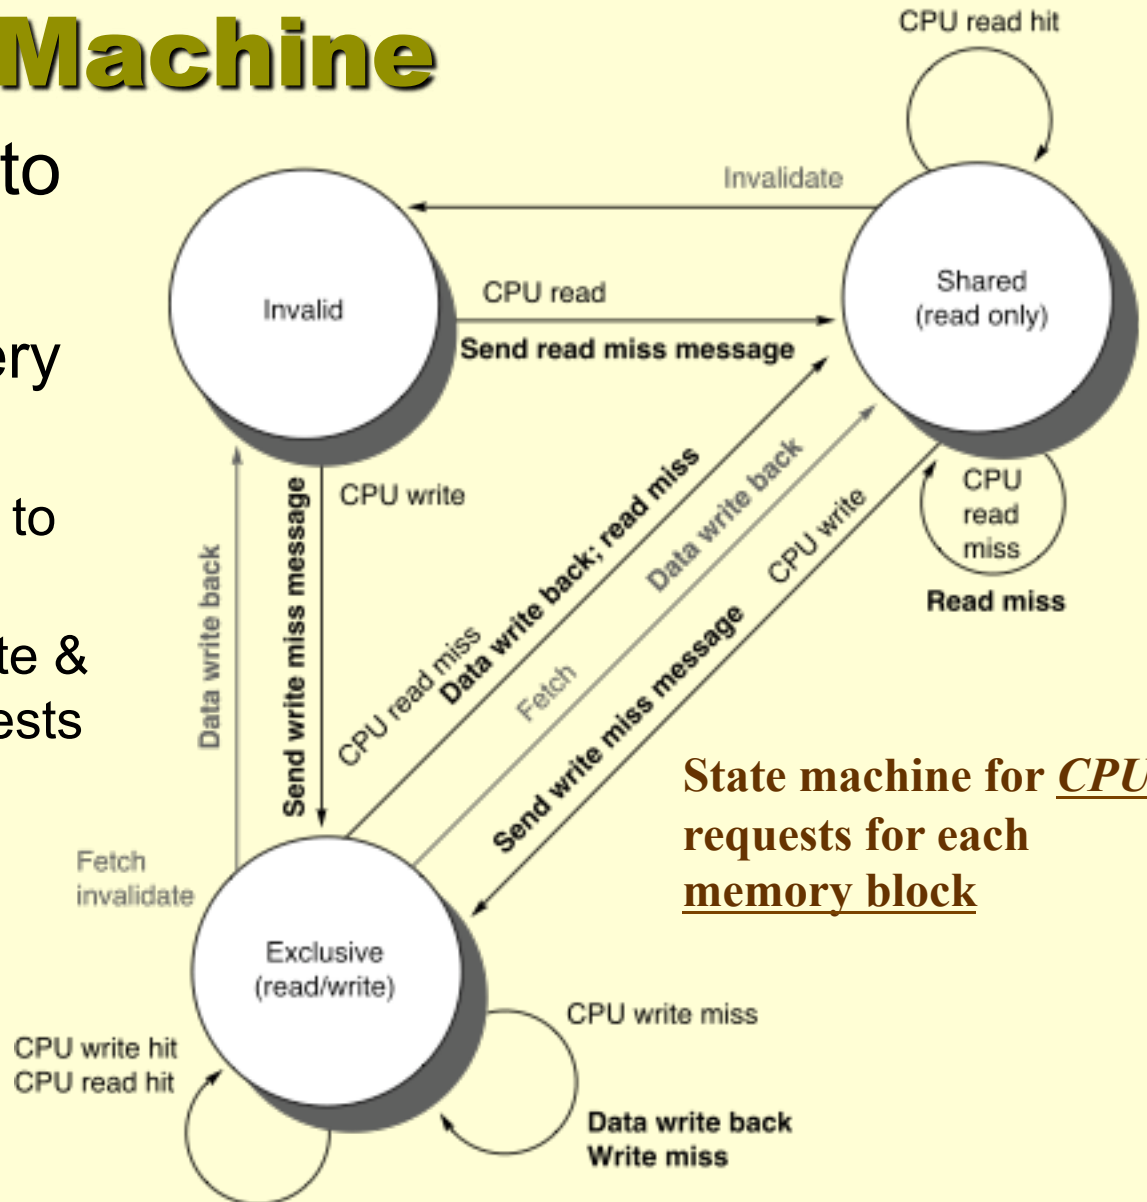 Machine
to
ery
to
te &
ests
CPU read hit
Invalidate
Invalid
CPU read
Send read miss message
Shared
(read only)
CPU write
Send write miss message
Data write back
CPU read miss
Data write back; read miss
Fetch
Data write back
CPU write
Send write miss message
CPU
read
miss
Read miss
State machine for CPU
requests for each
memory block
Fetch
invalidate
Exclusive
(read/write)
CPU write hit
CPU read hit
CPU write miss
Data write back
Write miss